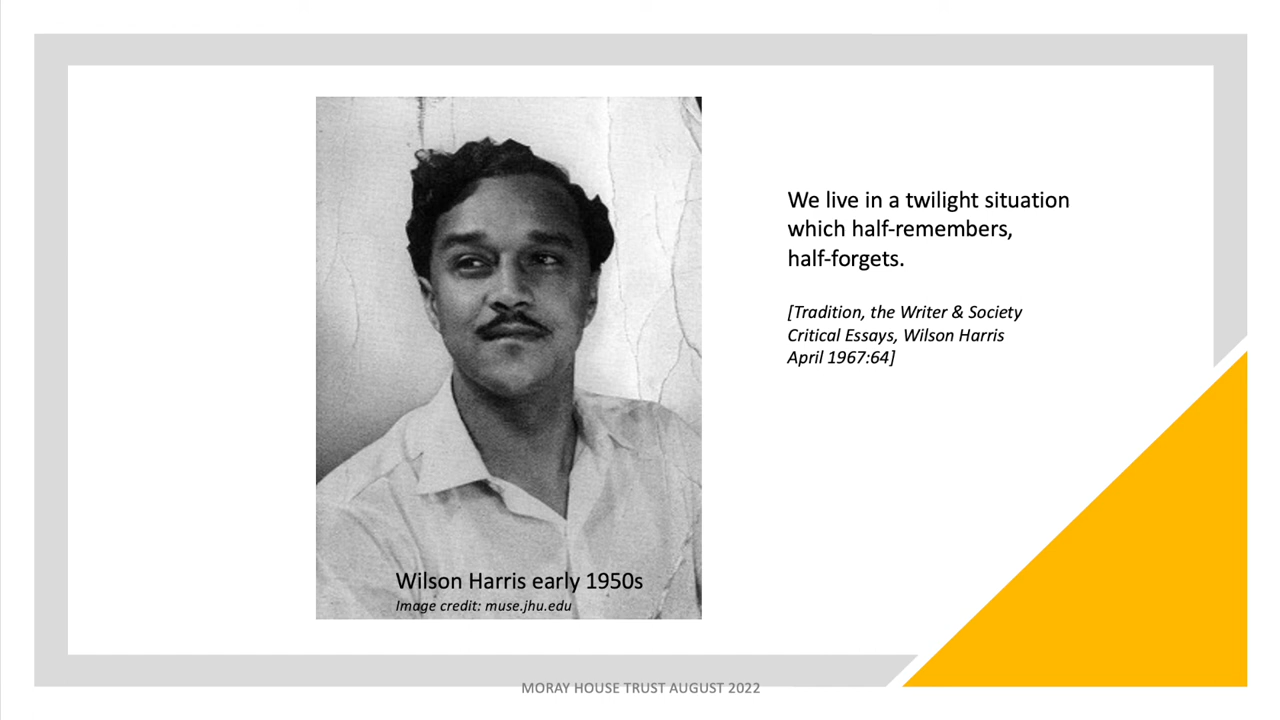 We live in a twilight situation
which half-remembers,
half-forgets.
[Tradition, the Writer & Society
Critical Essays, Wilson Harris
April 1967:64]
Wilson Harris early 1950s
Image credit: muse.jhu.edu
MORAY HOUSE TRUST AUGUST 2022